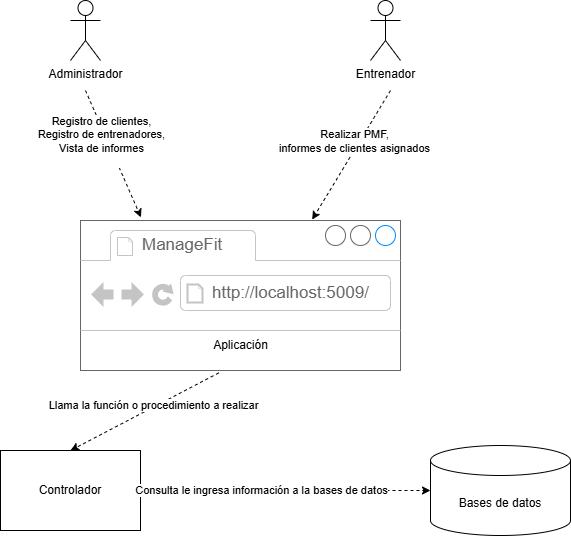 Administrador
Entrenador
Registro de clientes,
Registro de entrenadores,
Vista de informes
Realizar PMF,
informes de clientes asignados
ManageFit
http://localhost:5009/
Aplicación
Llama la función o procedimiento a realizar
Controlador
Consulta le ingresa información a la bases de datos
Bases de datos